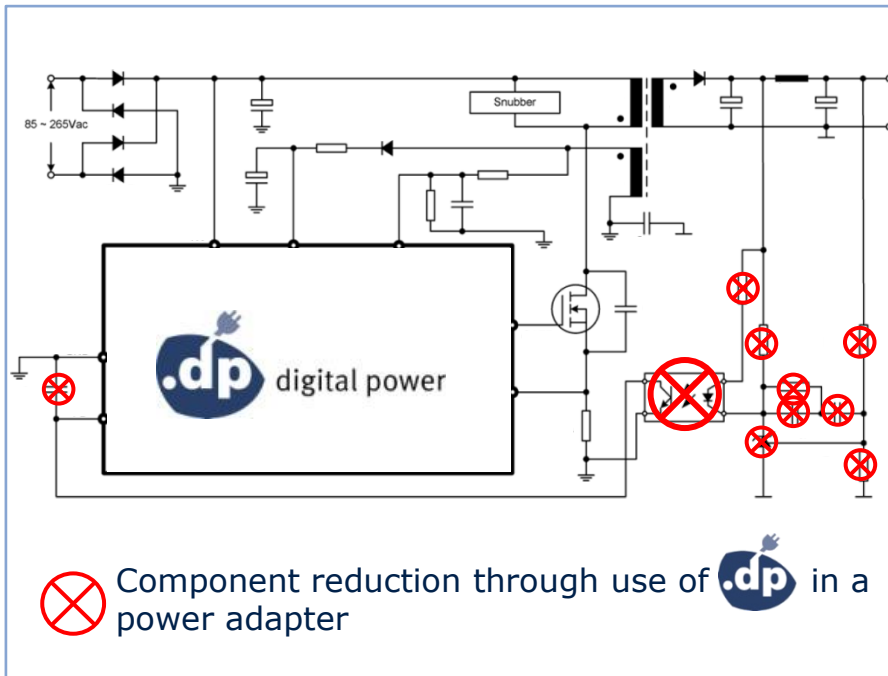 Snubber
85 ~ 265Vac
.dp digital power
Component reduction through use of .dp in a
power adapter